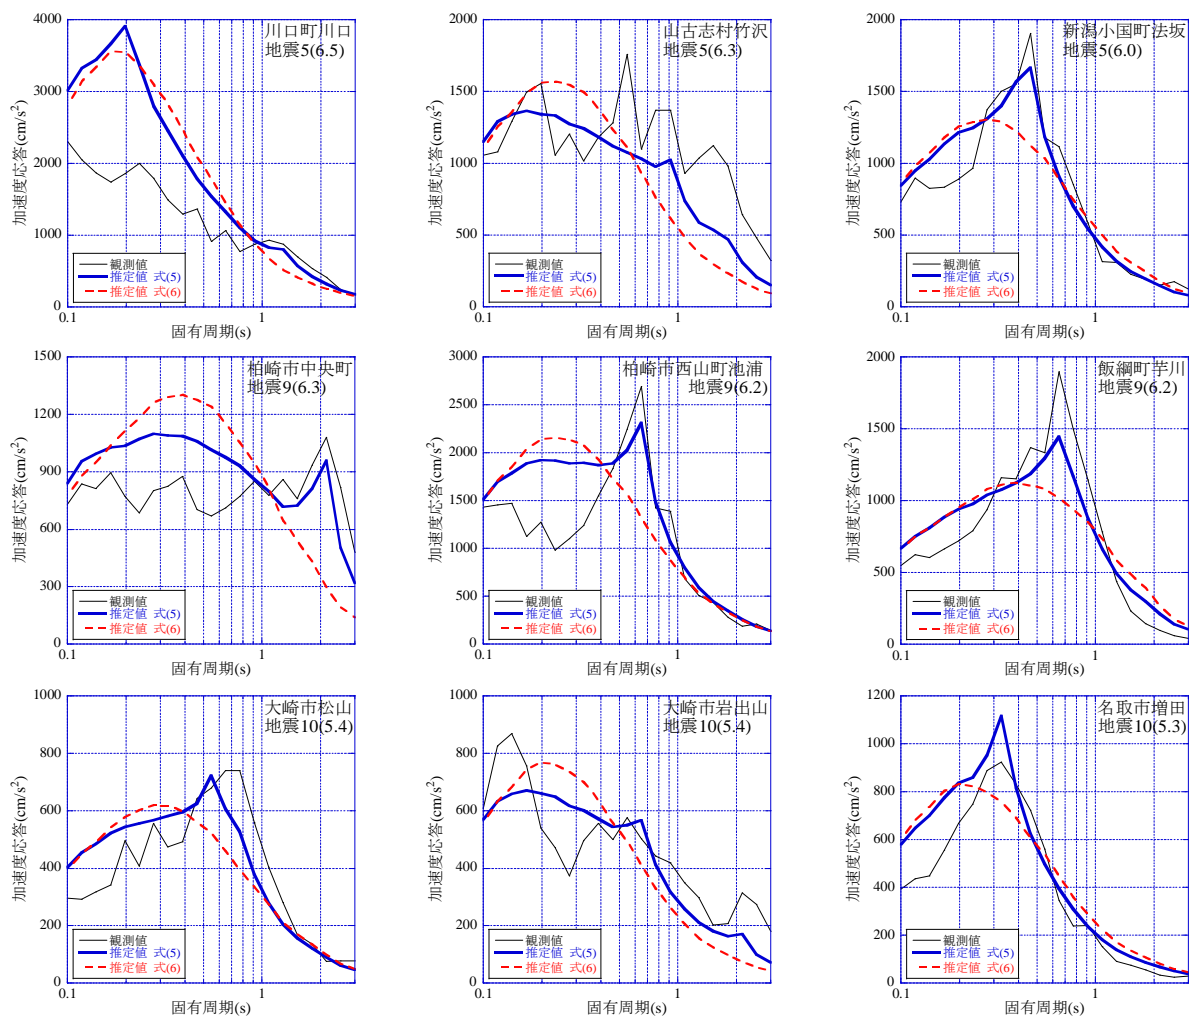 川口町川口
地震5(6.5)
4000
3000
2000
1000
0
加速度応答(cm/s²)
観測値
推定値 式(5)
推定値 式(6)
0.1
1
固有周期(s)
山古志村竹沢
地震5(6.3)
2000
1500
1000
500
0
加速度応答(cm/s²)
観測値
推定値 式(5)
推定値 式(6)
0.1
1
固有周期(s)
新潟小国町法坂
地震5(6.0)
2000
1500
1000
500
0
加速度応答(cm/s²)
観測値
推定値 式(5)
推定値 式(6)
0.1
1
固有周期(s)
柏崎市中央町
地震9(6.3)
1500
1200
900
600
300
0
加速度応答(cm/s²)
観測値
推定値 式(5)
推定値 式(6)
0.1
1
固有周期(s)
柏崎市西山町池浦
地震9(6.2)
3000
2500
2000
1500
1000
500
0
加速度応答(cm/s²)
観測値
推定値 式(5)
推定値 式(6)
0.1
1
固有周期(s)
飯綱町芋川
地震9(6.2)
2000
1500
1000
500
0
加速度応答(cm/s²)
観測値
推定値 式(5)
推定値 式(6)
0.1
1
固有周期(s)
大崎市松山
地震10(5.4)
1000
800
600
400
200
0
加速度応答(cm/s²)
観測値
推定値 式(5)
推定値 式(6)
0.1
1
固有周期(s)
大崎市岩出山
地震10(5.4)
1000
800
600
400
200
0
加速度応答(cm/s²)
観測値
推定値 式(5)
推定値 式(6)
0.1
1
固有周期(s)
名取市増田
地震10(5.3)
1200
1000
800
600
400
200
0
加速度応答(cm/s²)
観測値
推定値 式(5)
推定値 式(6)
0.1
1
固有周期(s)